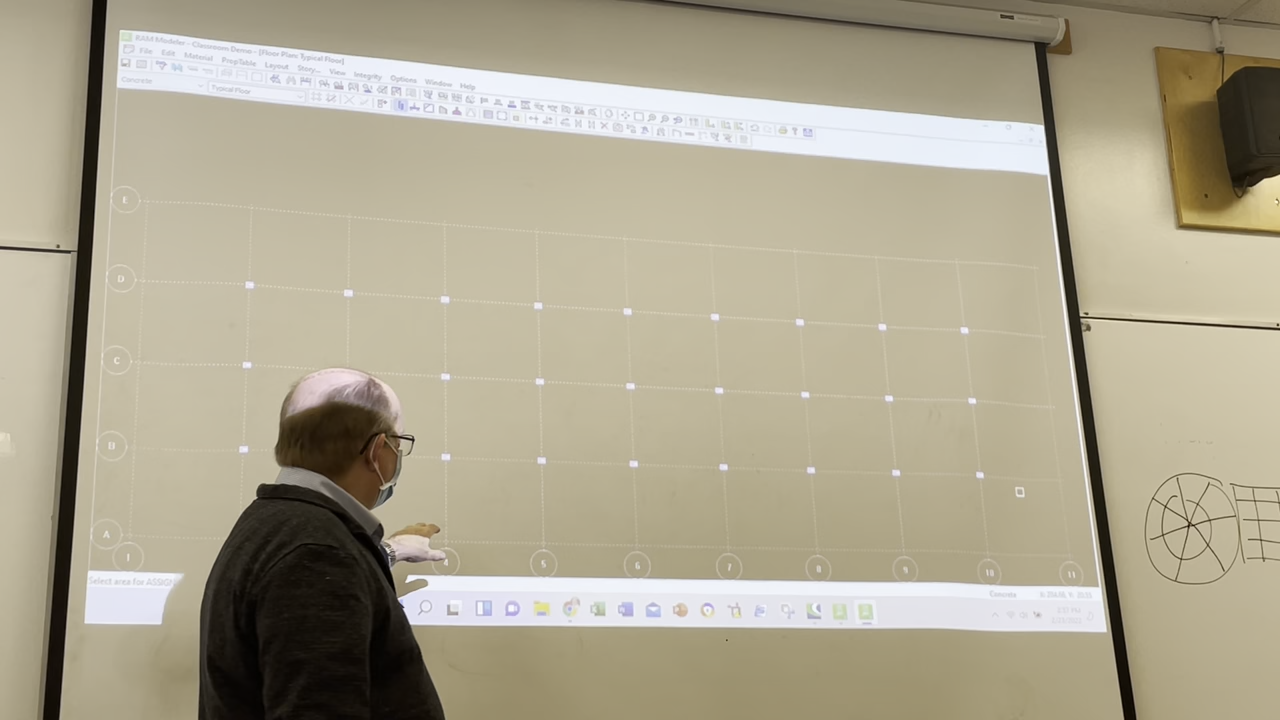 RAM Modeler - Classroom Demo - [Floor Plan: Typical Floor]
File Edit Material PropTable Layout Story... View Integrity Options Window Help
Concrete Typical Floor
E
D
C
B
A
1 4 5 6 7 8 9 10 11
Select area for ASSIGN
Concrete